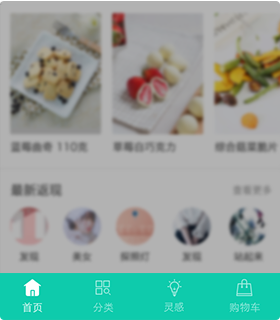 蓝莓曲奇 110克
草莓白巧克力
综合蔬菜脆片
最新返现
查看更多
发现
美女
探照灯
发现
站起来
首页
分类
灵感
购物车